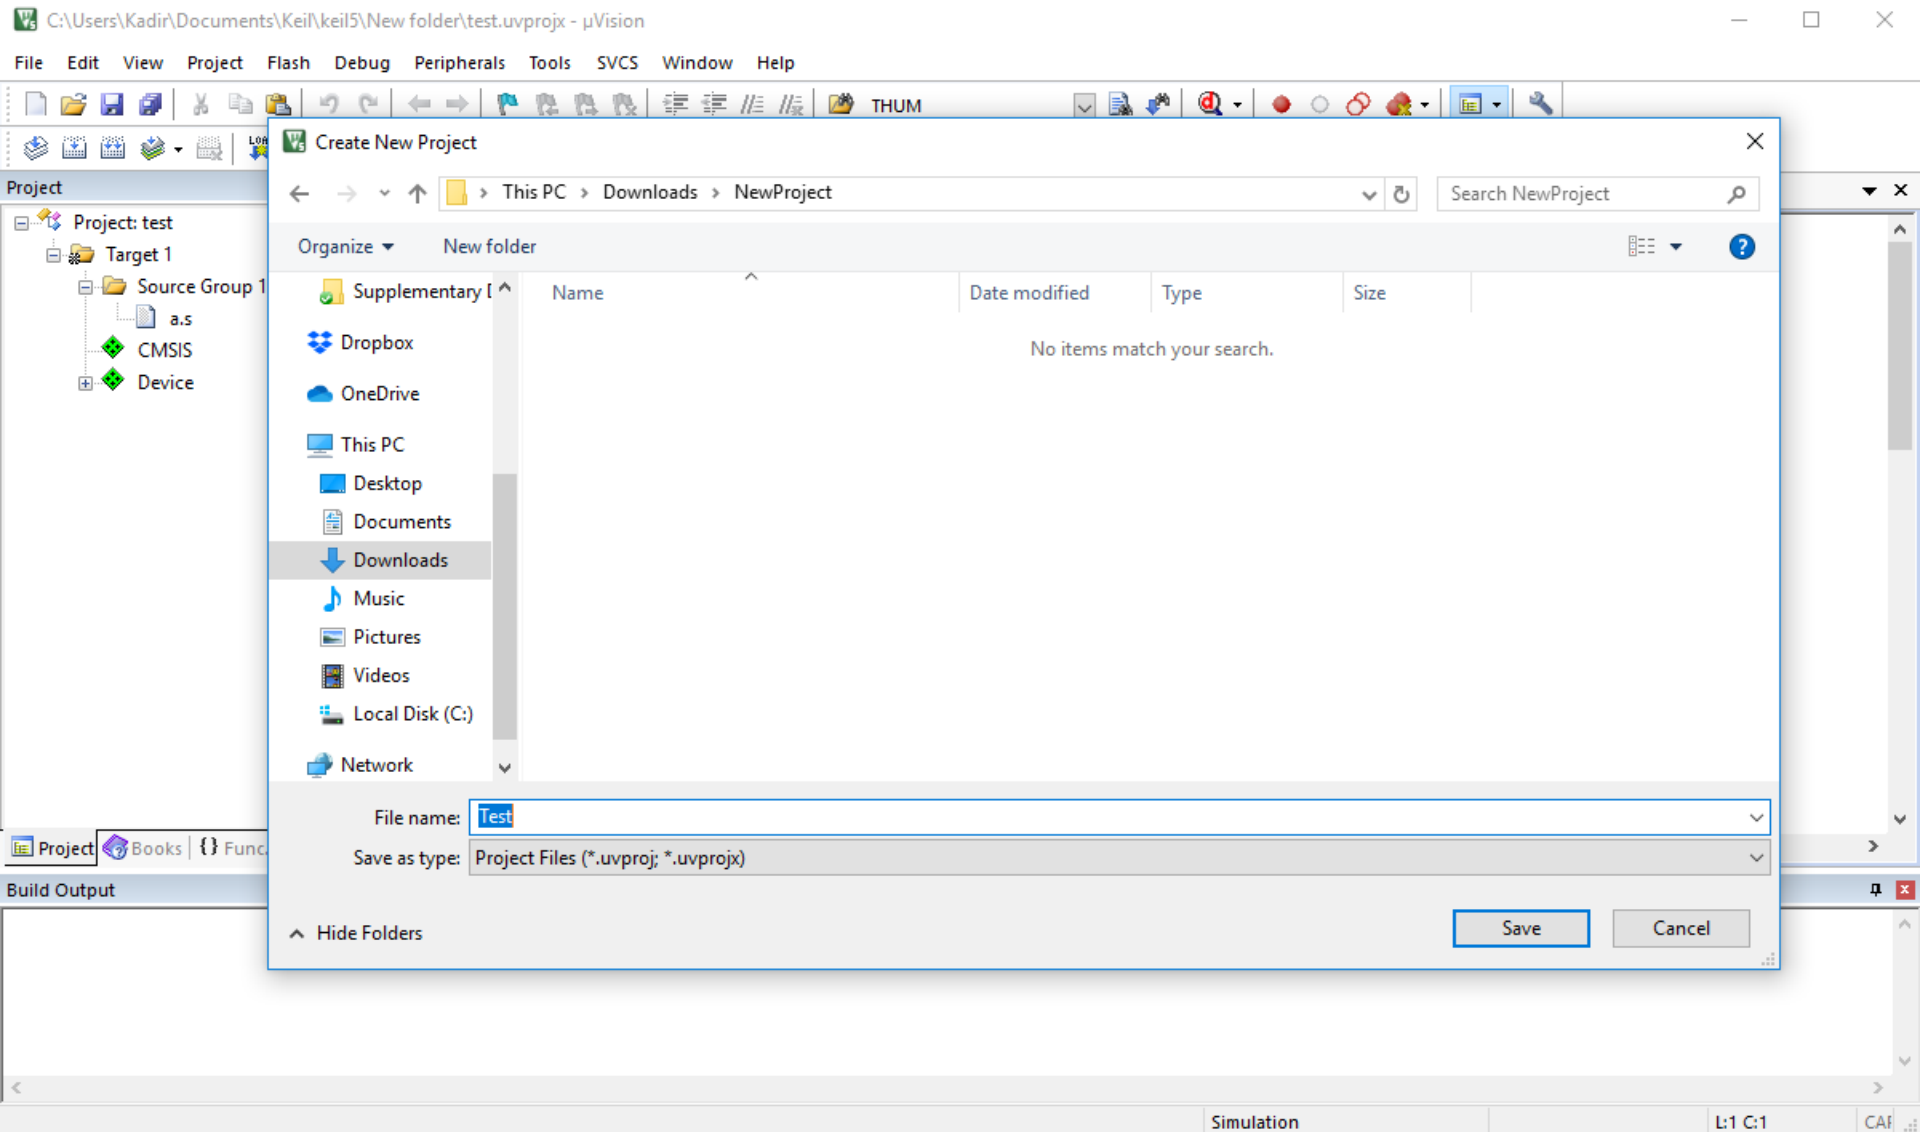 C:\Users\Kadir\Documents\Keil\keil5\New folder\test.uvprojx - µVision
File Edit View Project Flash Debug Peripherals Tools SVCS Window Help
THUM
LOA
Create New Project
This PC > Downloads > NewProject
Search NewProject
Organize
New folder
Project
Project: test
Target 1
Source Group 1
a.s
CMSIS
Device
Supplementary D
Dropbox
OneDrive
This PC
Desktop
Documents
Downloads
Music
Pictures
Videos
Local Disk (C:)
Network
Name
Date modified
Type
Size
No items match your search.
File name: Test
Save as type: Project Files (*.uvproj; *.uvprojx)
Hide Folders
Save
Cancel
Project
Books
{} Func.
Build Output
Simulation
L:1 C:1